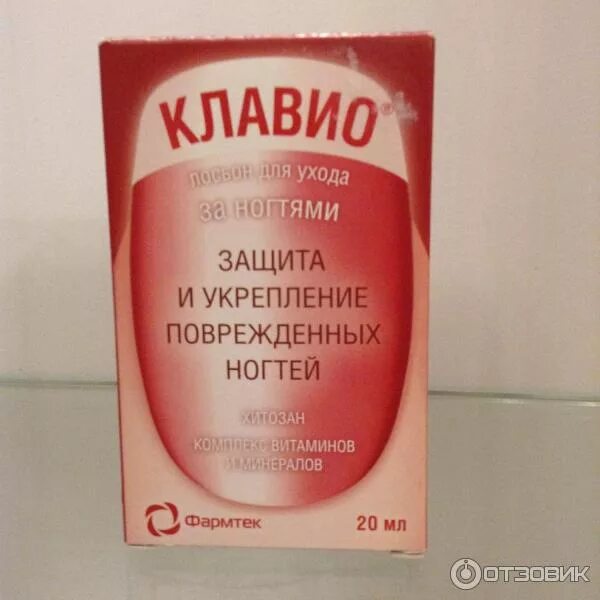 КЛАВИО®
лосьон для ухода
за ногтями
ЗАЩИТА
И УКРЕПЛЕНИЕ
ПОВРЕЖДЕННЫХ
НОГТЕЙ
ХИТОЗАН
КОМПЛЕКС ВИТАМИНОВ
И МИНЕРАЛОВ
Фармтек
20 мл
ОТЗОВИК